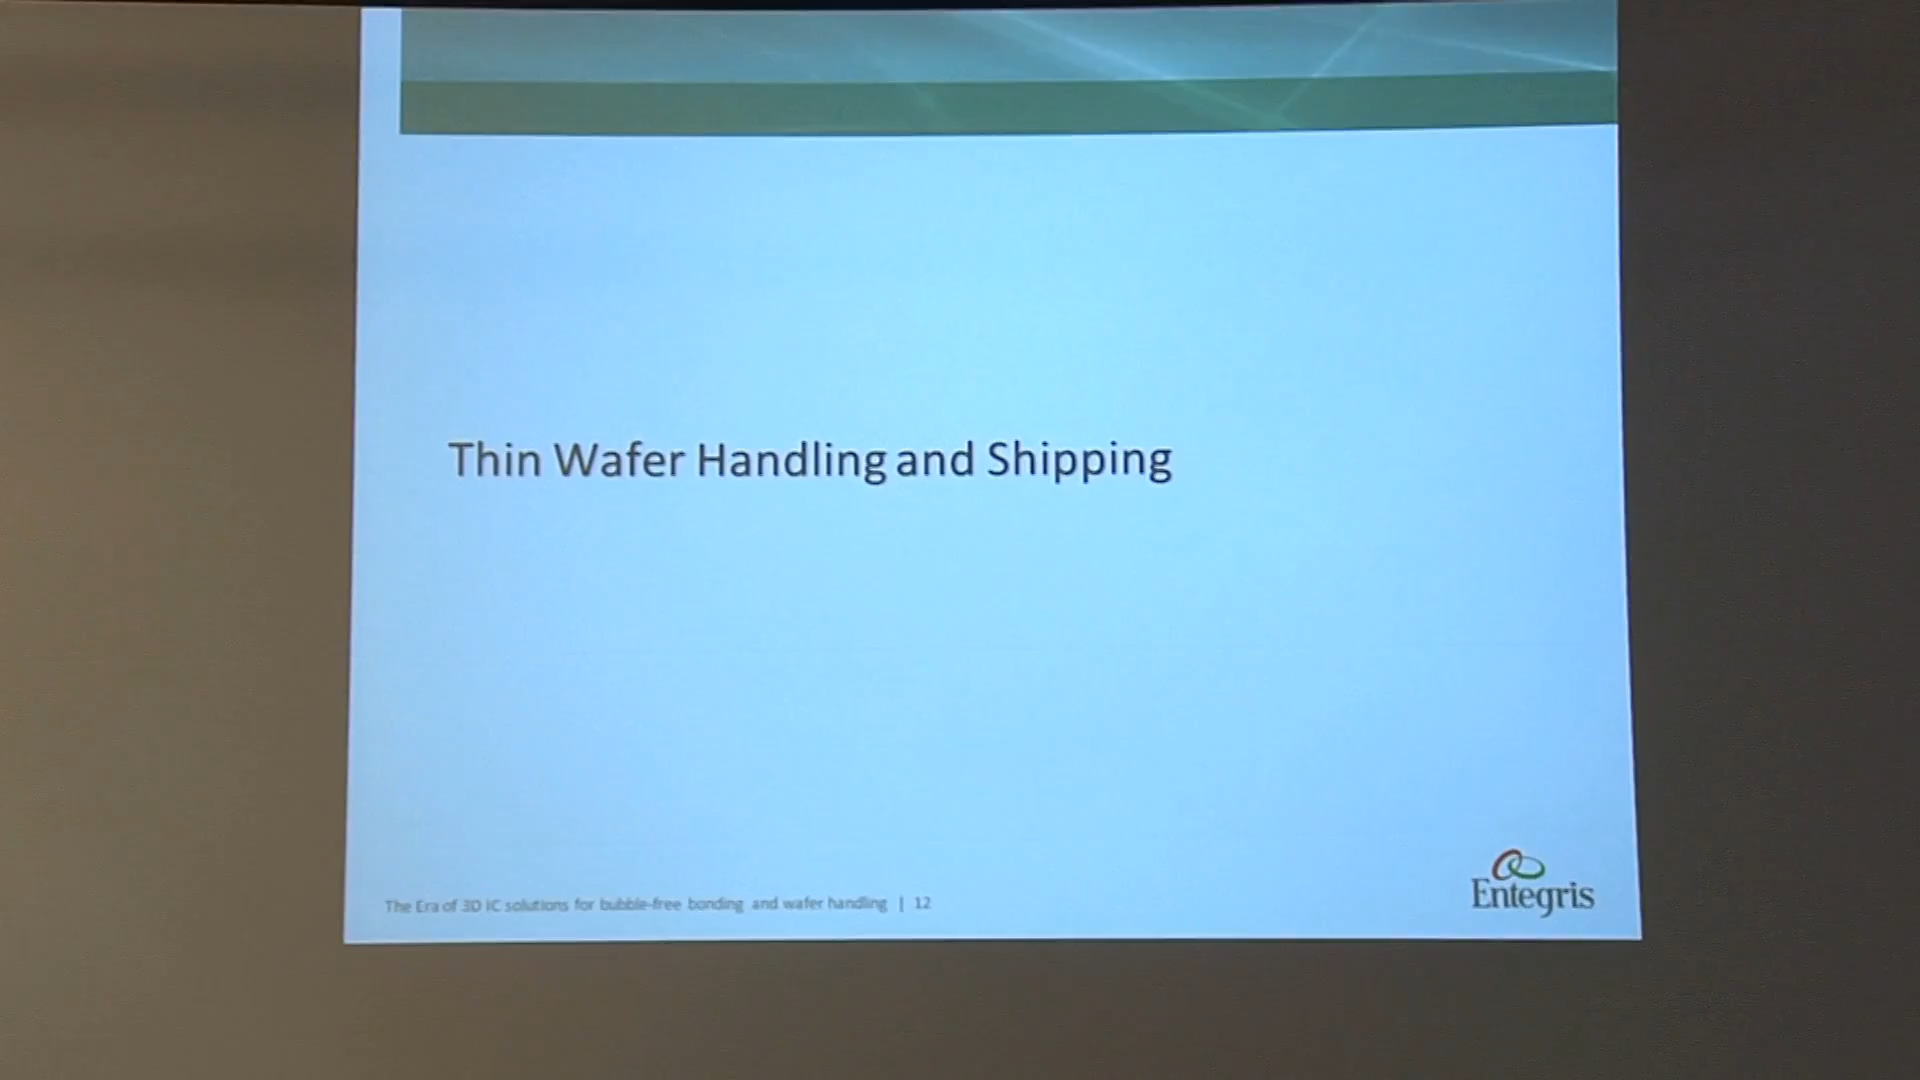 Thin Wafer Handling and Shipping
The Era of 3D IC solutions for bubble-free bonding and wafer handling | 12
Entegris